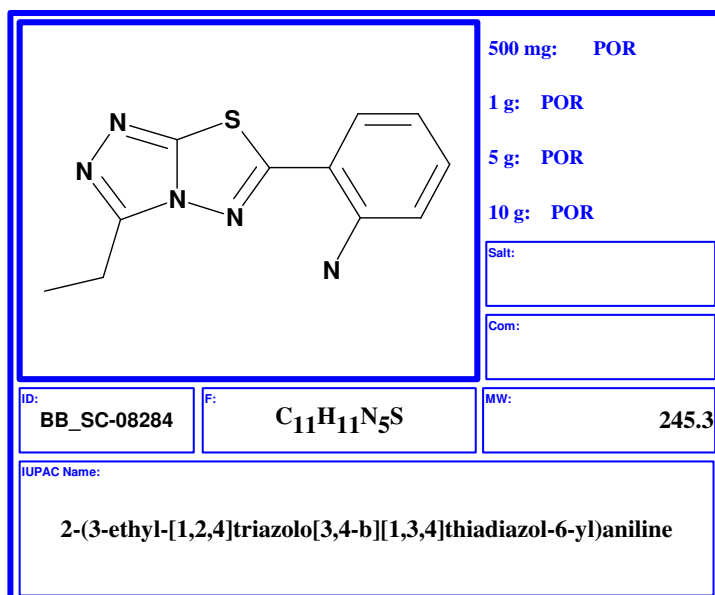 500 mg: POR
1 g: POR
5 g: POR
10 g: POR
N
S
N
N
N
N
Salt:
Com:
ID:
BB_SC-08284
F:
C11H11N5S
MW:
245.3
IUPAC Name:
2-(3-ethyl-[1,2,4]triazolo[3,4-b][1,3,4]thiadiazol-6-yl)aniline